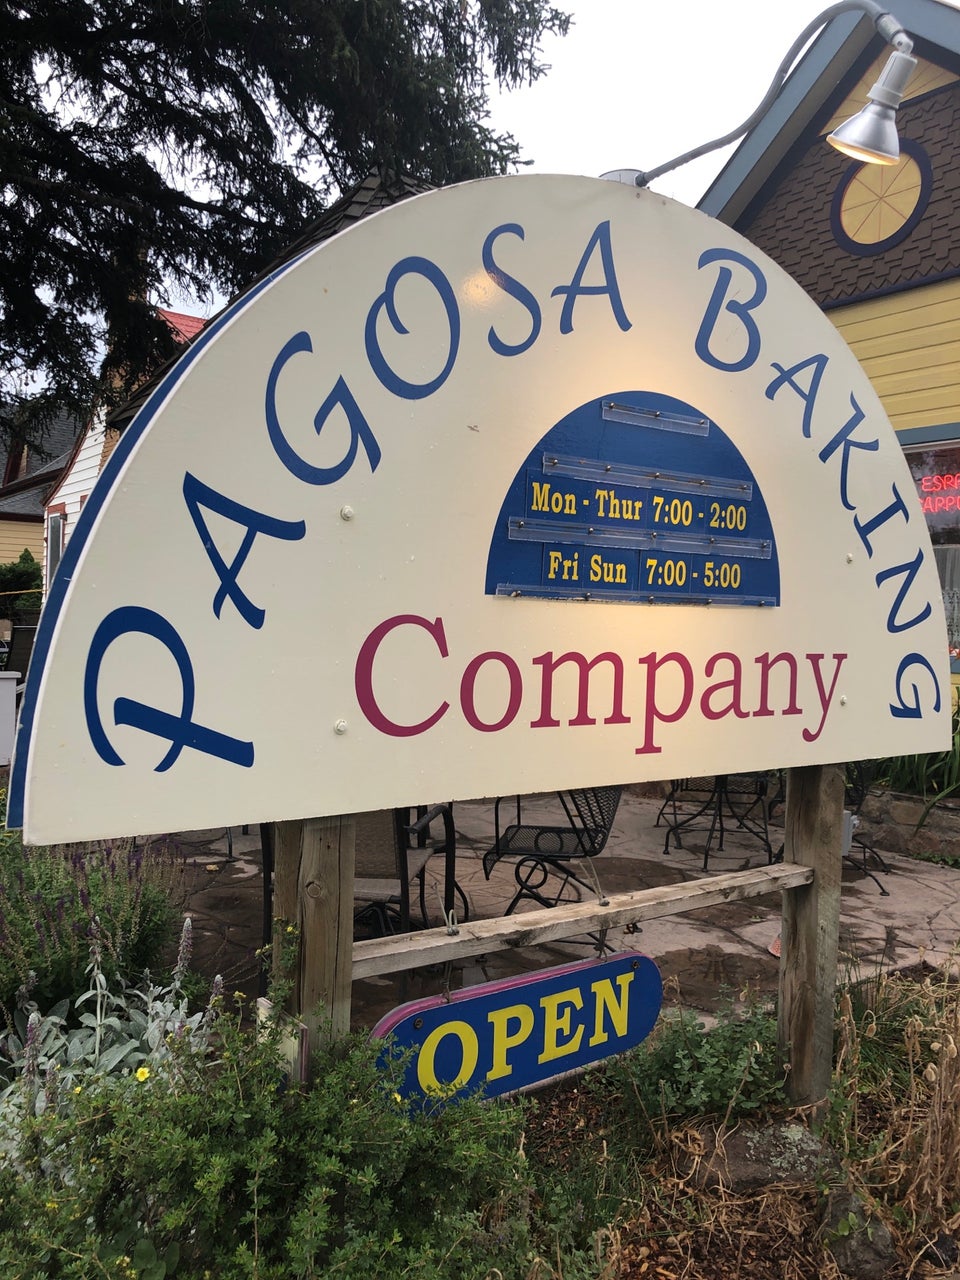 PAGOSA BAKING
Mon - Thur 7:00 - 2:00
Fri Sun 7:00 - 5:00
Company
OPEN